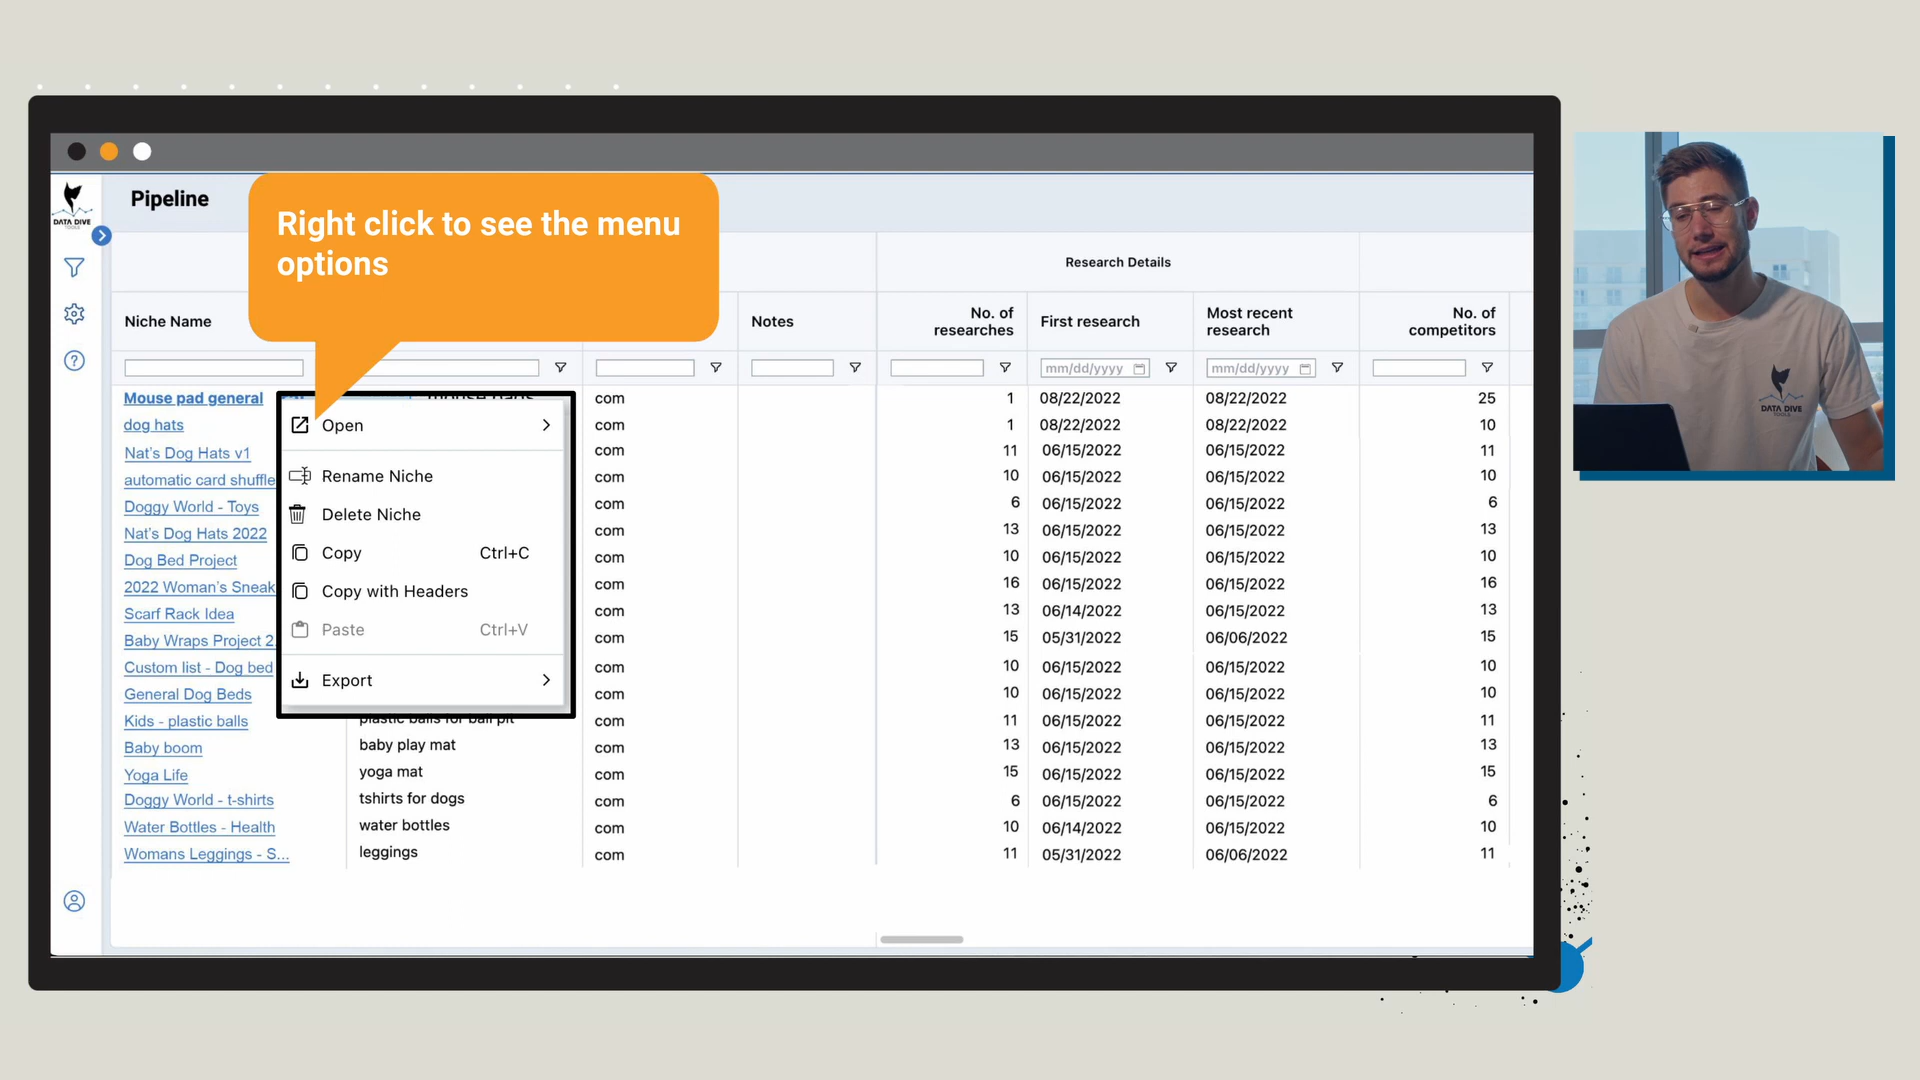 Pipeline
Right click to see the menu
options
DATA DIVE
TOOLS
Research Details
Niche Name
Notes
No. of
researches
First research
Most recent
research
No. of
competitors
mm/dd/yyyy
mm/dd/yyyy
Mouse pad general com 1 08/22/2022 08/22/2022 25
dog hats com 1 08/22/2022 08/22/2022 10
Nat's Dog Hats v1 com 11 06/15/2022 06/15/2022 11
automatic card shuffle com 10 06/15/2022 06/15/2022 10
Doggy World - Toys com 6 06/15/2022 06/15/2022 6
Nat's Dog Hats 2022 com 13 06/15/2022 06/15/2022 13
Dog Bed Project com 10 06/15/2022 06/15/2022 10
2022 Woman's Sneak com 16 06/15/2022 06/15/2022 16
Scarf Rack Idea com 13 06/14/2022 06/15/2022 13
Baby Wraps Project 2 com 15 05/31/2022 06/06/2022 15
Custom list - Dog bed com 10 06/15/2022 06/15/2022 10
General Dog Beds com 10 06/15/2022 06/15/2022 10
Kids - plastic balls plastic balls for ball pit com 11 06/15/2022 06/15/2022 11
Baby boom baby play mat com 13 06/15/2022 06/15/2022 13
Yoga Life yoga mat com 15 06/15/2022 06/15/2022 15
Doggy World - t-shirts tshirts for dogs com 6 06/15/2022 06/15/2022 6
Water Bottles - Health water bottles com 10 06/14/2022 06/15/2022 10
Womans Leggings - S... leggings com 11 05/31/2022 06/06/2022 11
Open
Rename Niche
Delete Niche
Copy Ctrl+C
Copy with Headers
Paste Ctrl+V
Export
DATA DIVE
TOOLS